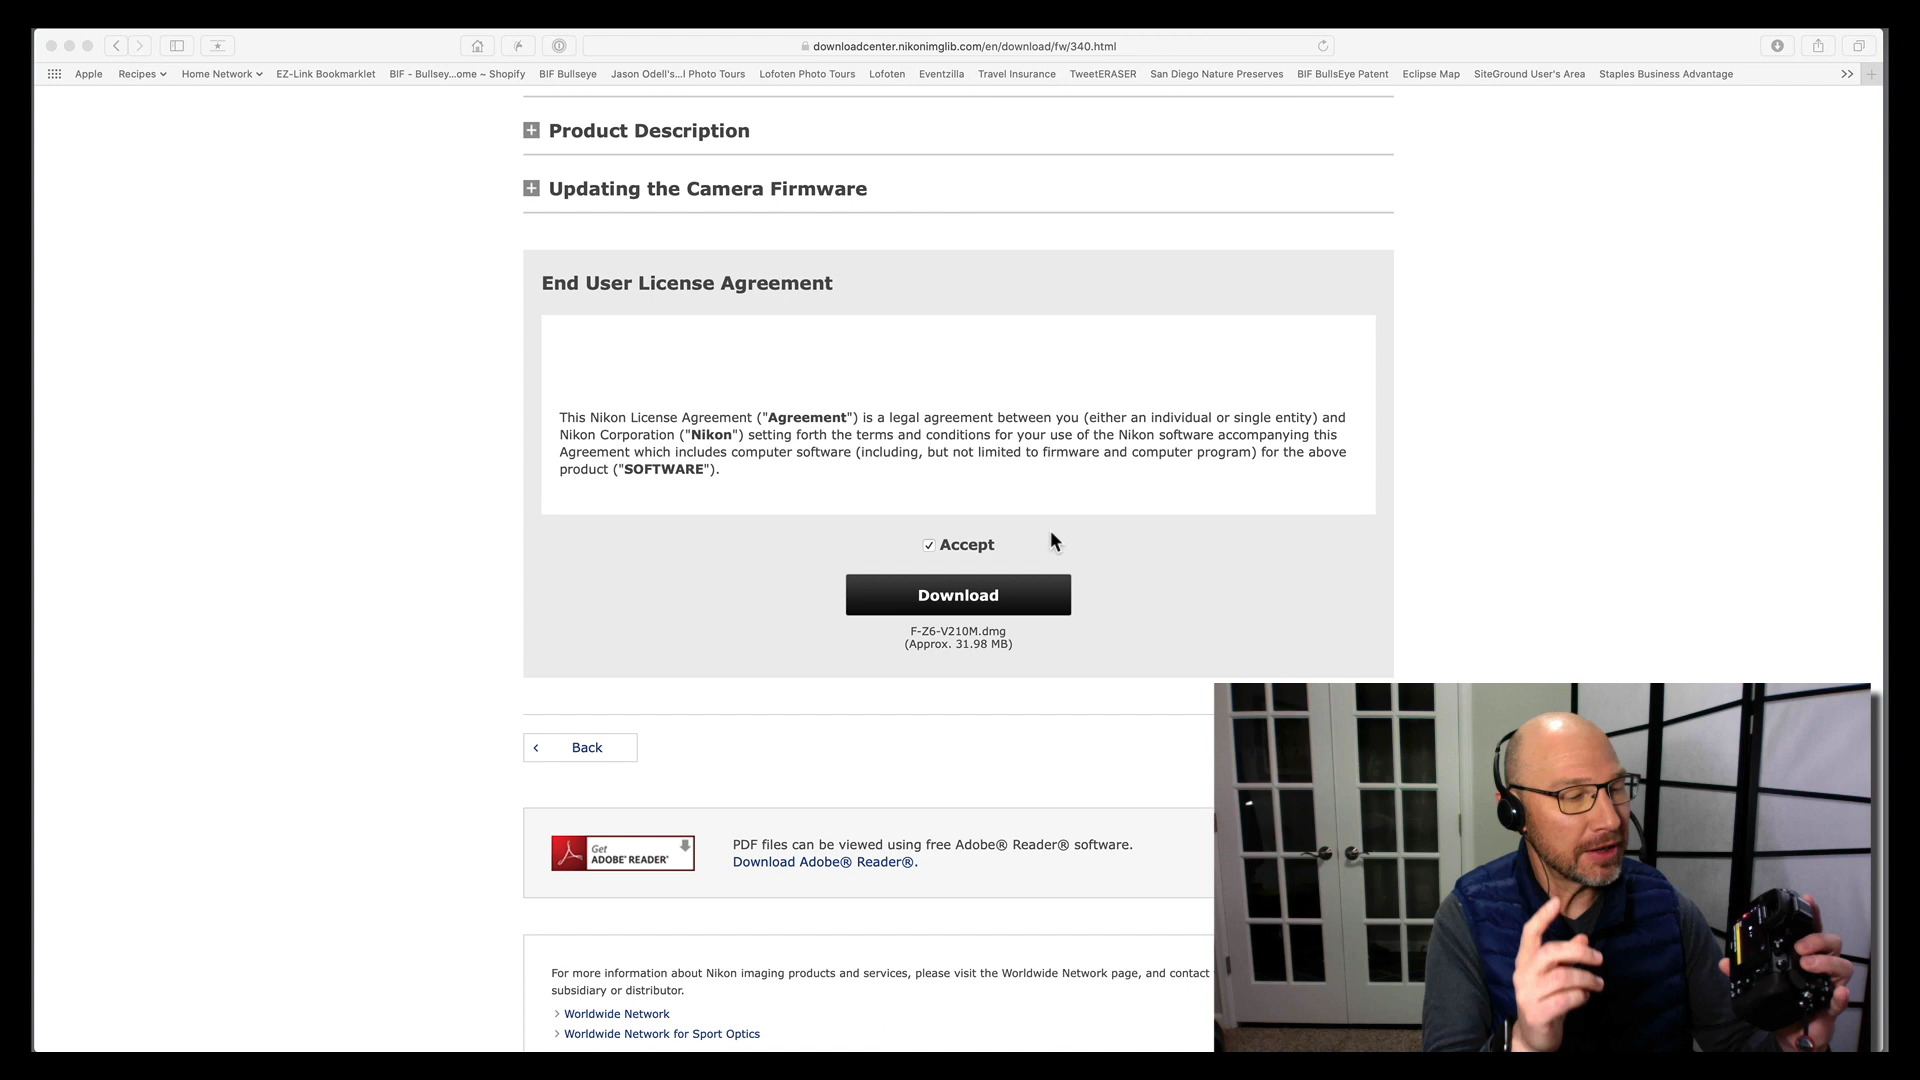 downloadcenter.nikonimglib.com/en/download/fw/340.html
Apple Recipes Home Network EZ-Link Bookmarklet BIF - Bullsey...ome ~ Shopify BIF Bullseye Jason Odell's...l Photo Tours Lofoten Photo Tours Lofoten Eventzilla Travel Insurance TweetERASER San Diego Nature Preserves BIF BullsEye Patent Eclipse Map SiteGround User's Area Staples Business Advantage
Product Description
Updating the Camera Firmware
End User License Agreement
This Nikon License Agreement ("Agreement") is a legal agreement between you (either an individual or single entity) and
Nikon Corporation ("Nikon") setting forth the terms and conditions for your use of the Nikon software accompanying this
Agreement which includes computer software (including, but not limited to firmware and computer program) for the above
product ("SOFTWARE").
Accept
Download
F-Z6-V210M.dmg
(Approx. 31.98 MB)
Back
Get
ADOBE® READER®
PDF files can be viewed using free Adobe® Reader® software.
Download Adobe® Reader®.
For more information about Nikon imaging products and services, please visit the Worldwide Network page, and contact
subsidiary or distributor.
Worldwide Network
Worldwide Network for Sport Optics